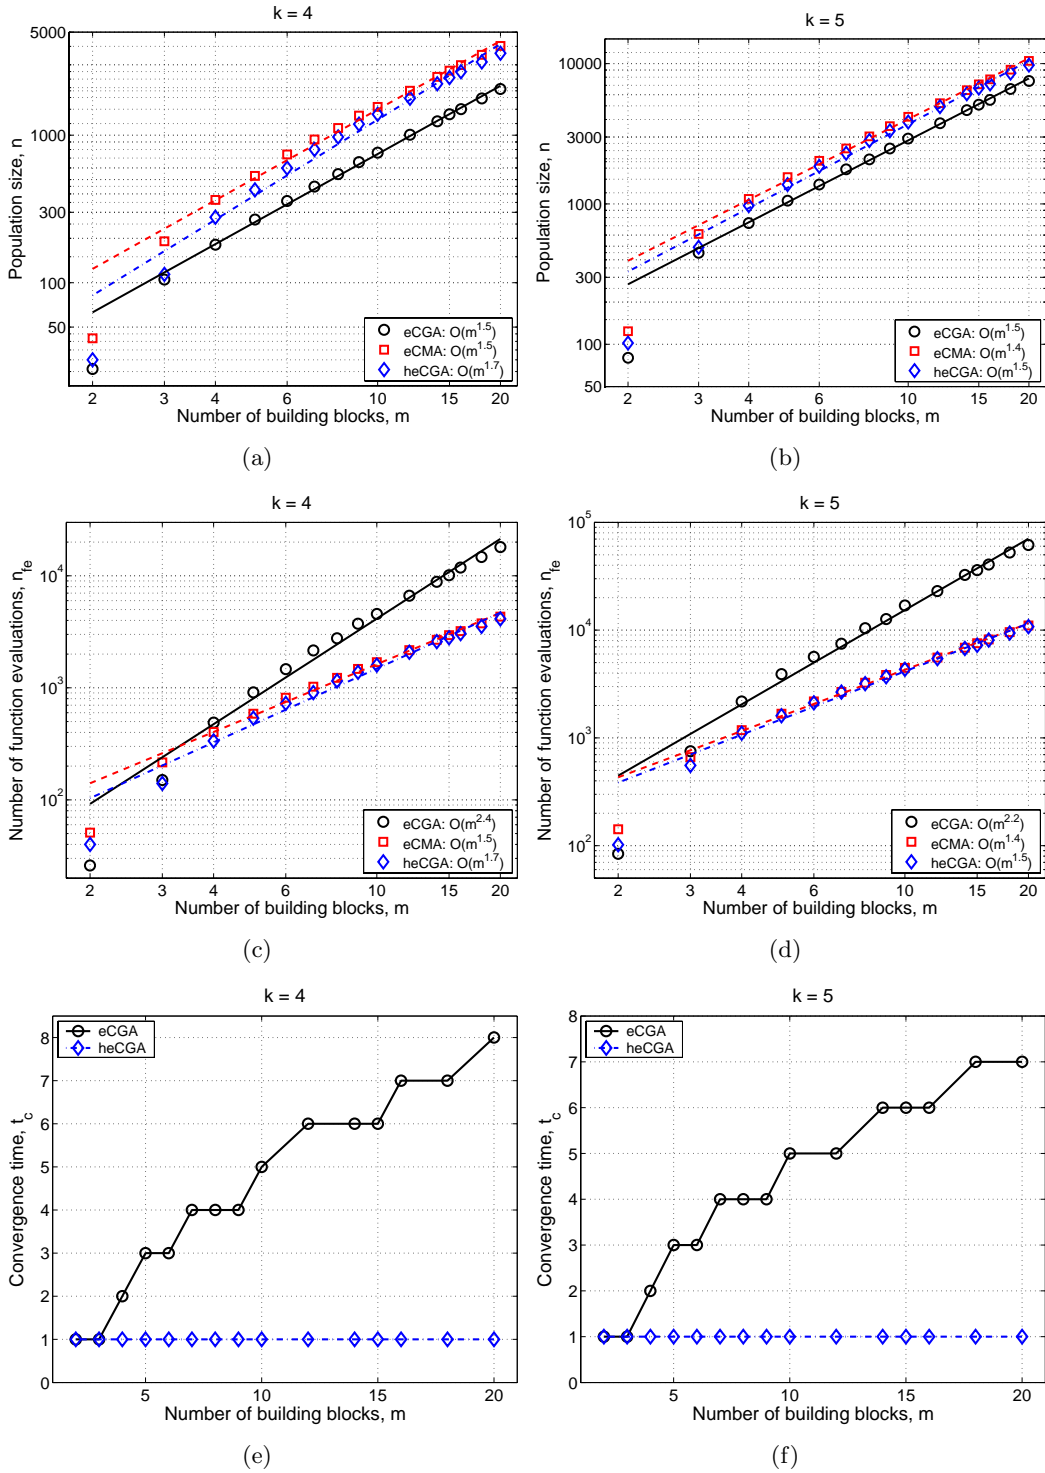 k = 4
Population size, n
5000
1000
300
100
50
eCGA: O(m^1.5)
eCMA: O(m^1.5)
heCGA: O(m^1.7)
2 3 4 6 10 15 20
Number of building blocks, m
(a)
k = 5
Population size, n
10000
3000
1000
300
100
50
eCGA: O(m^1.5)
eCMA: O(m^1.4)
heCGA: O(m^1.5)
2 3 4 6 10 15 20
Number of building blocks, m
(b)
k = 4
Number of function evaluations, n_fe
10^4
10^3
10^2
eCGA: O(m^2.4)
eCMA: O(m^1.5)
heCGA: O(m^1.7)
2 3 4 6 10 15 20
Number of building blocks, m
(c)
k = 5
Number of function evaluations, n_fe
10^5
10^4
10^3
10^2
eCGA: O(m^2.2)
eCMA: O(m^1.4)
heCGA: O(m^1.5)
2 3 4 6 10 15 20
Number of building blocks, m
(d)
k = 4
Convergence time, t_c
eCGA
heCGA
8
7
6
5
4
3
2
1
0
5 10 15 20
Number of building blocks, m
(e)
k = 5
Convergence time, t_c
eCGA
heCGA
8
7
6
5
4
3
2
1
0
5 10 15 20
Number of building blocks, m
(f)